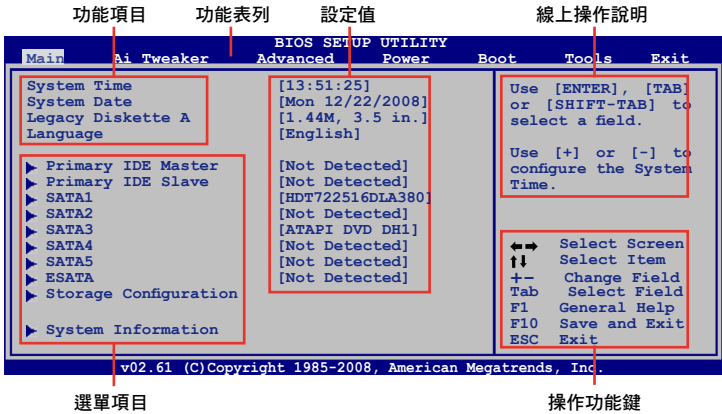 功能項目 功能表列 設定值 線上操作說明
BIOS SETUP UTILITY
Main Ai Tweaker Advanced Power Boot Tools Exit
System Time [13:51:25]
System Date [Mon 12/22/2008]
Legacy Diskette A [1.44M, 3.5 in.]
Language [English]
Primary IDE Master [Not Detected]
Primary IDE Slave [Not Detected]
SATA1 [HDT722516DLA380]
SATA2 [Not Detected]
SATA3 [ATAPI DVD DH1]
SATA4 [Not Detected]
SATA5 [Not Detected]
ESATA [Not Detected]
Storage Configuration
System Information
Use [ENTER], [TAB]
or [SHIFT-TAB] to
select a field.
Use [+] or [-] to
configure the System
Time.
←→ Select Screen
↑↓ Select Item
+- Change Field
Tab Select Field
F1 General Help
F10 Save and Exit
ESC Exit
v02.61 (C)Copyright 1985-2008, American Megatrends, Inc.
選單項目 操作功能鍵